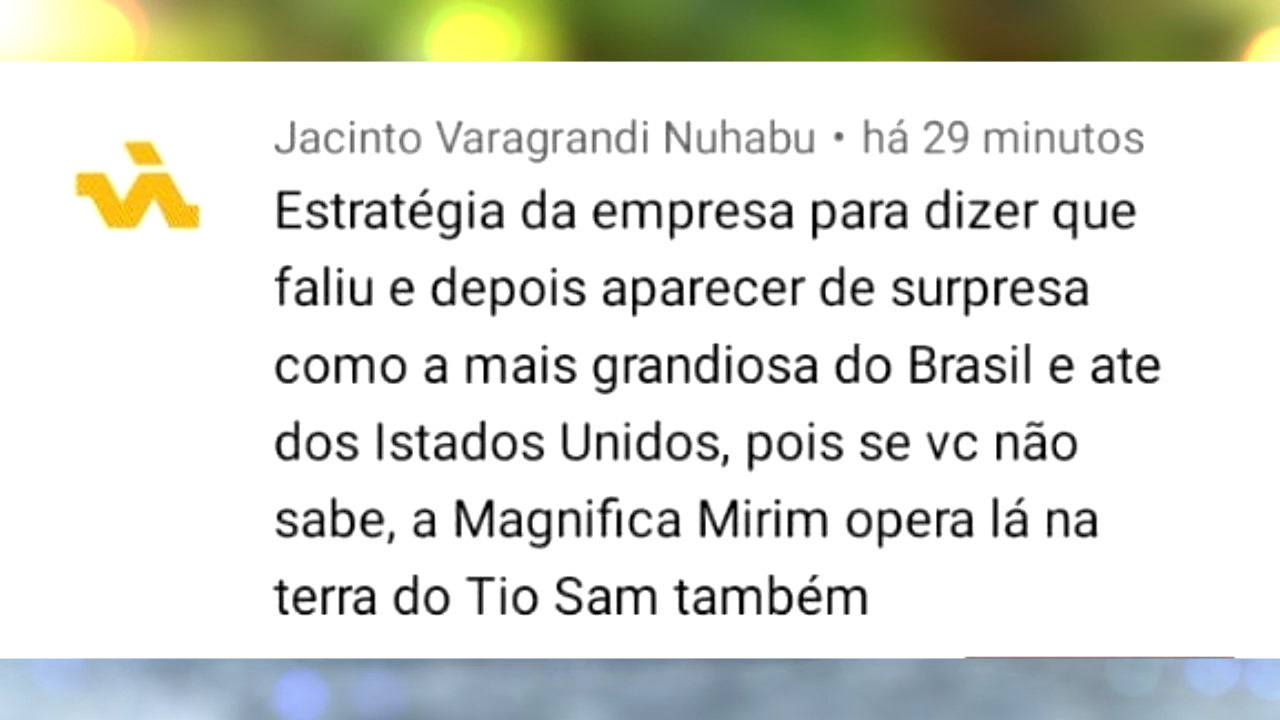 Jacinto Varagrandi Nuhabu • há 29 minutos
Estratégia da empresa para dizer que
faliu e depois aparecer de surpresa
como a mais grandiosa do Brasil e ate
dos Istados Unidos, pois se vc não
sabe, a Magnifica Mirim opera lá na
terra do Tio Sam também